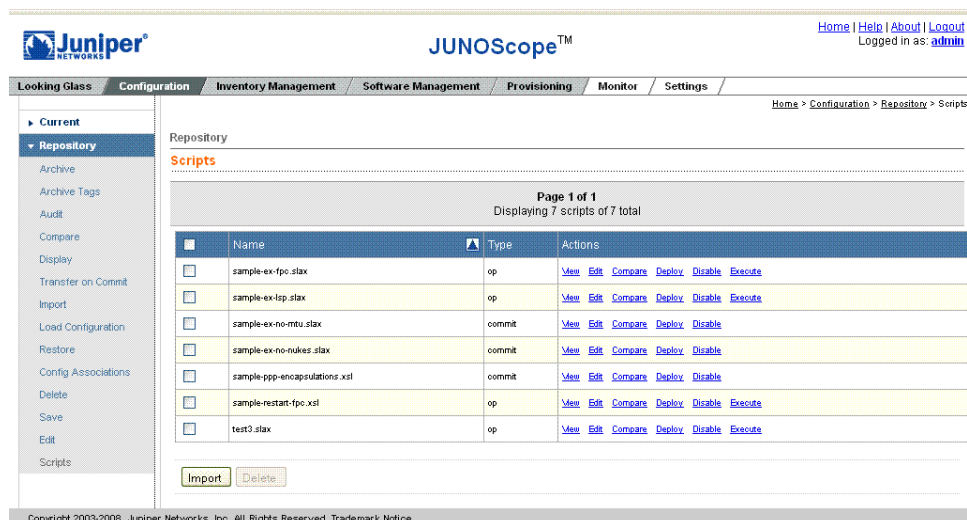 Home | Help | About | Logout
Logged in as: admin
Juniper®
NETWORKS
JUNOScope™
Looking Glass / Configuration / Inventory Management / Software Management / Provisioning / Monitor / Settings /
Home > Configuration > Repository > Scripts
Current
Repository
Archive
Archive Tags
Audit
Compare
Display
Transfer on Commit
Import
Load Configuration
Restore
Config Associations
Delete
Save
Edit
Scripts
Repository
Scripts
Page 1 of 1
Displaying 7 scripts of 7 total
Name Type Actions
sample-ex-fpc.slax op View Edit Compare Deploy Disable Execute
sample-ex-lsp.slax op View Edit Compare Deploy Disable Execute
sample-ex-no-mtu.slax commit View Edit Compare Deploy Disable
sample-ex-no-nukes.slax commit View Edit Compare Deploy Disable
sample-ppp-encapsulations.xsl commit View Edit Compare Deploy Disable
sample-restart-fpc.xsl op View Edit Compare Deploy Disable Execute
test3.slax op View Edit Compare Deploy Disable Execute
Import Delete
Copyright 2003-2008, Juniper Networks, Inc. All Rights Reserved. Trademark Notice.